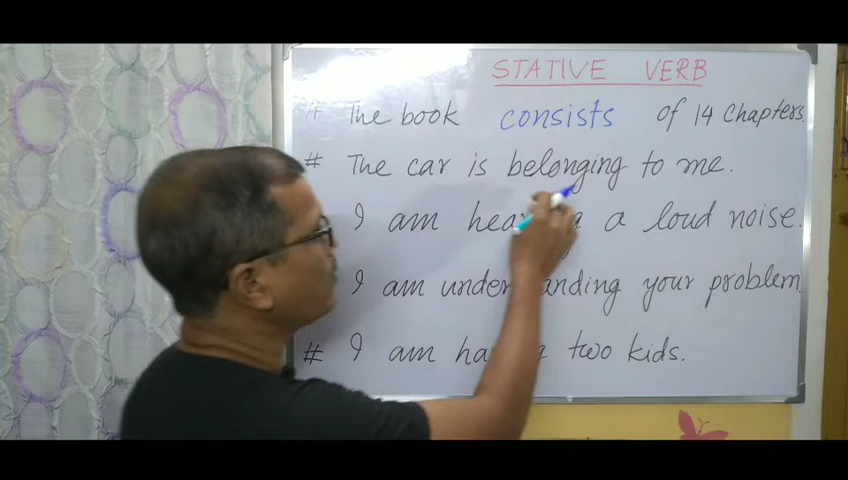 STATIVE VERB
# The book consists of 14 Chapters.
# The car is belonging to me.
I am a loud noise.
I am your problem
# I am two kids.